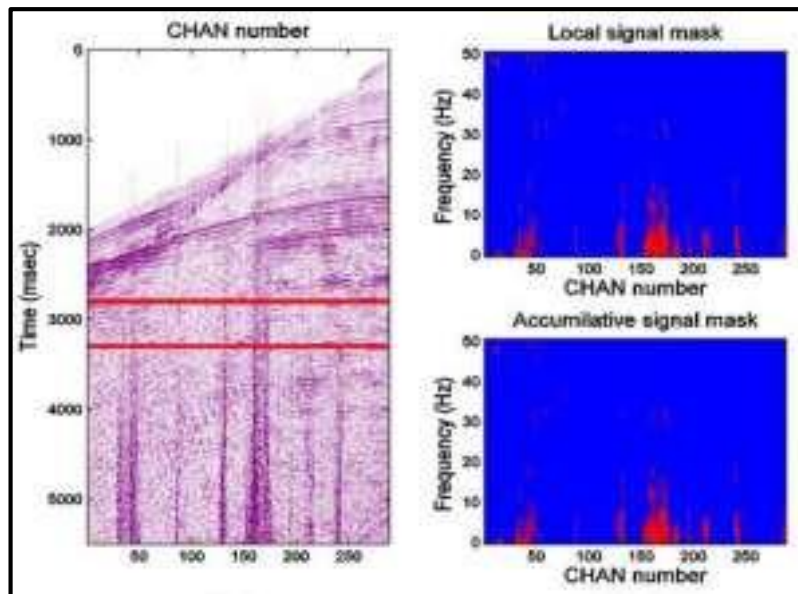 CHAN number
0
1000
2000
3000
4000
5000
Time (msec)
50 100 150 200 250
Local signal mask
50
40
30
20
10
0
Frequency (Hz)
50 100 150 200 250
CHAN number
Accumilative signal mask
50
40
30
20
10
0
Frequency (Hz)
50 100 150 200 250
CHAN number